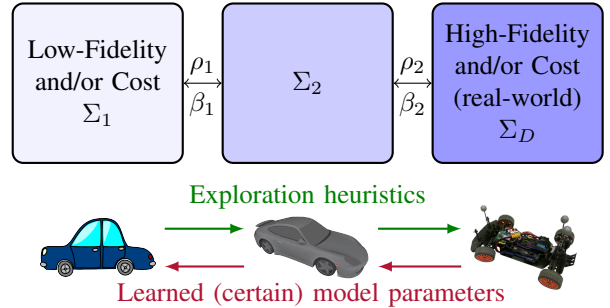 Low-Fidelity
and/or Cost
Σ₁
ρ₁
β₁
Σ₂
ρ₂
β₂
High-Fidelity
and/or Cost
(real-world)
Σ_D
Exploration heuristics
Learned (certain) model parameters